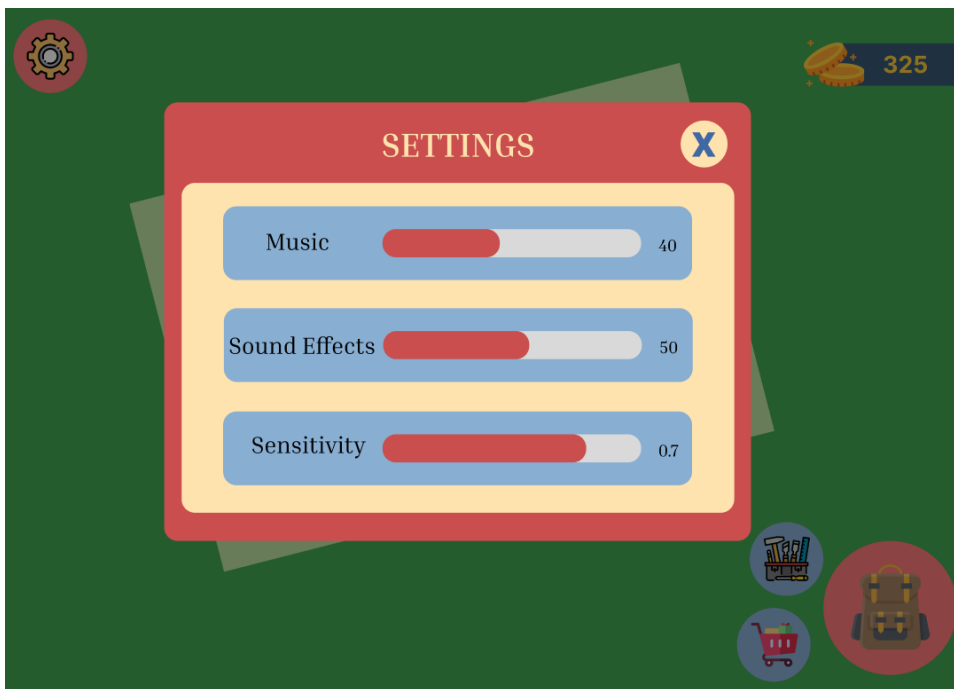 325
SETTINGS
X
Music
40
Sound Effects
50
Sensitivity
0.7